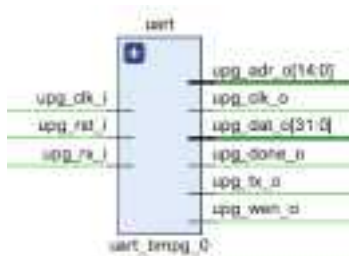 uart
upg_adr_o[14:0]
upg_clk_i
upg_clk_o
upg_rst_i
upg_dat_o[31:0]
upg_rx_i
upg_done_o
upg_tx_o
upg_wen_o
uart_bmpg_0